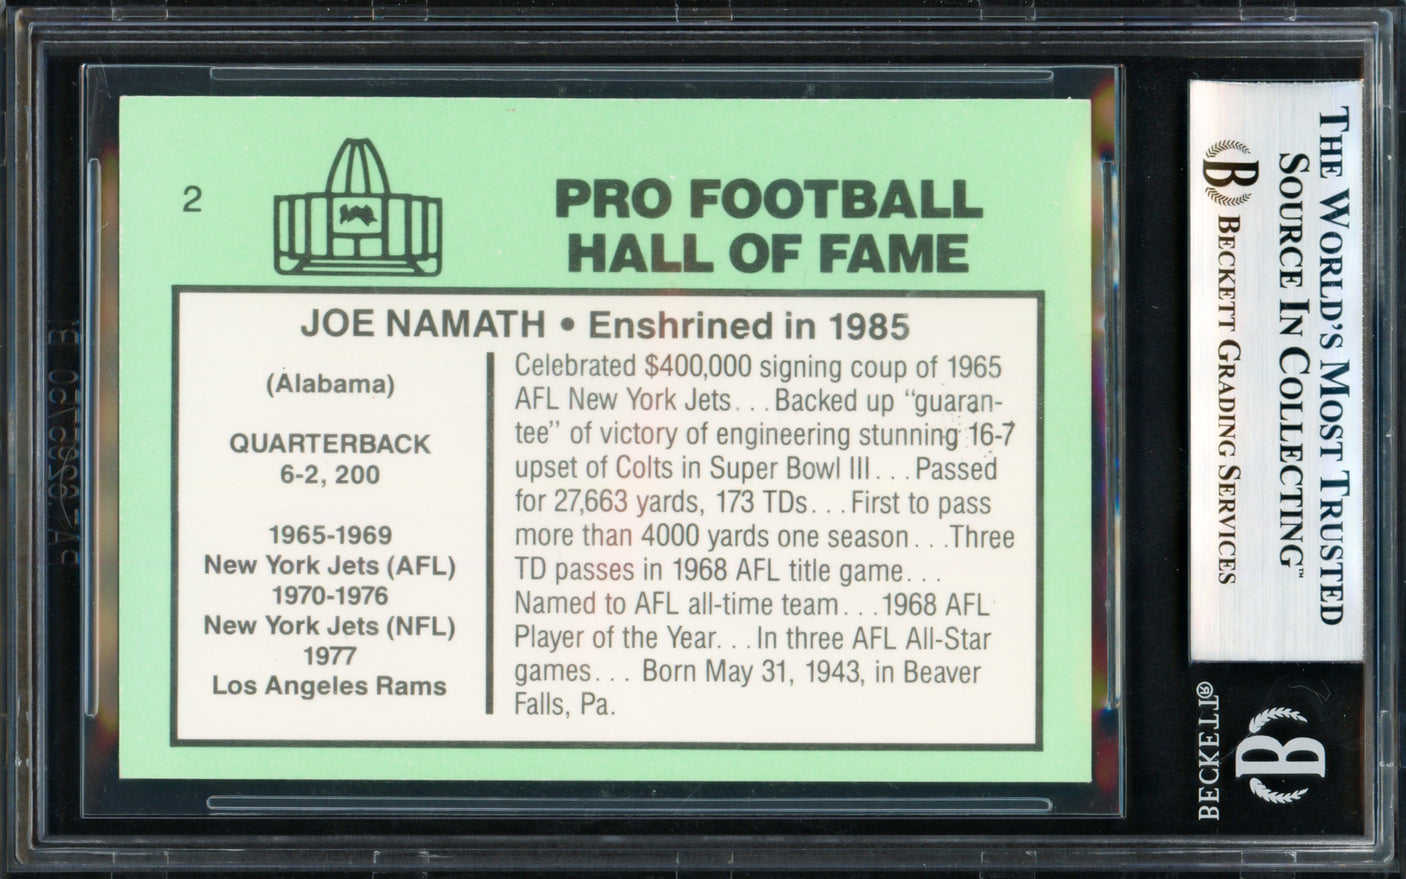 2
PRO FOOTBALL
HALL OF FAME
JOE NAMATH • Enshrined in 1985
(Alabama)
QUARTERBACK
6-2, 200
1965-1969
New York Jets (AFL)
1970-1976
New York Jets (NFL)
1977
Los Angeles Rams
Celebrated $400,000 signing coup of 1965
AFL New York Jets...Backed up “guaran-
tee” of victory of engineering stunning 16-7
upset of Colts in Super Bowl III...Passed
for 27,663 yards, 173 TDs...First to pass
more than 4000 yards one season...Three
TD passes in 1968 AFL title game...
Named to AFL all-time team...1968 AFL
Player of the Year...In three AFL All-Star
games... Born May 31, 1943, in Beaver
Falls, Pa.
THE WORLD'S MOST TRUSTED
SOURCE IN COLLECTING™
B BECKETT GRADING SERVICES
BECKETT®
B